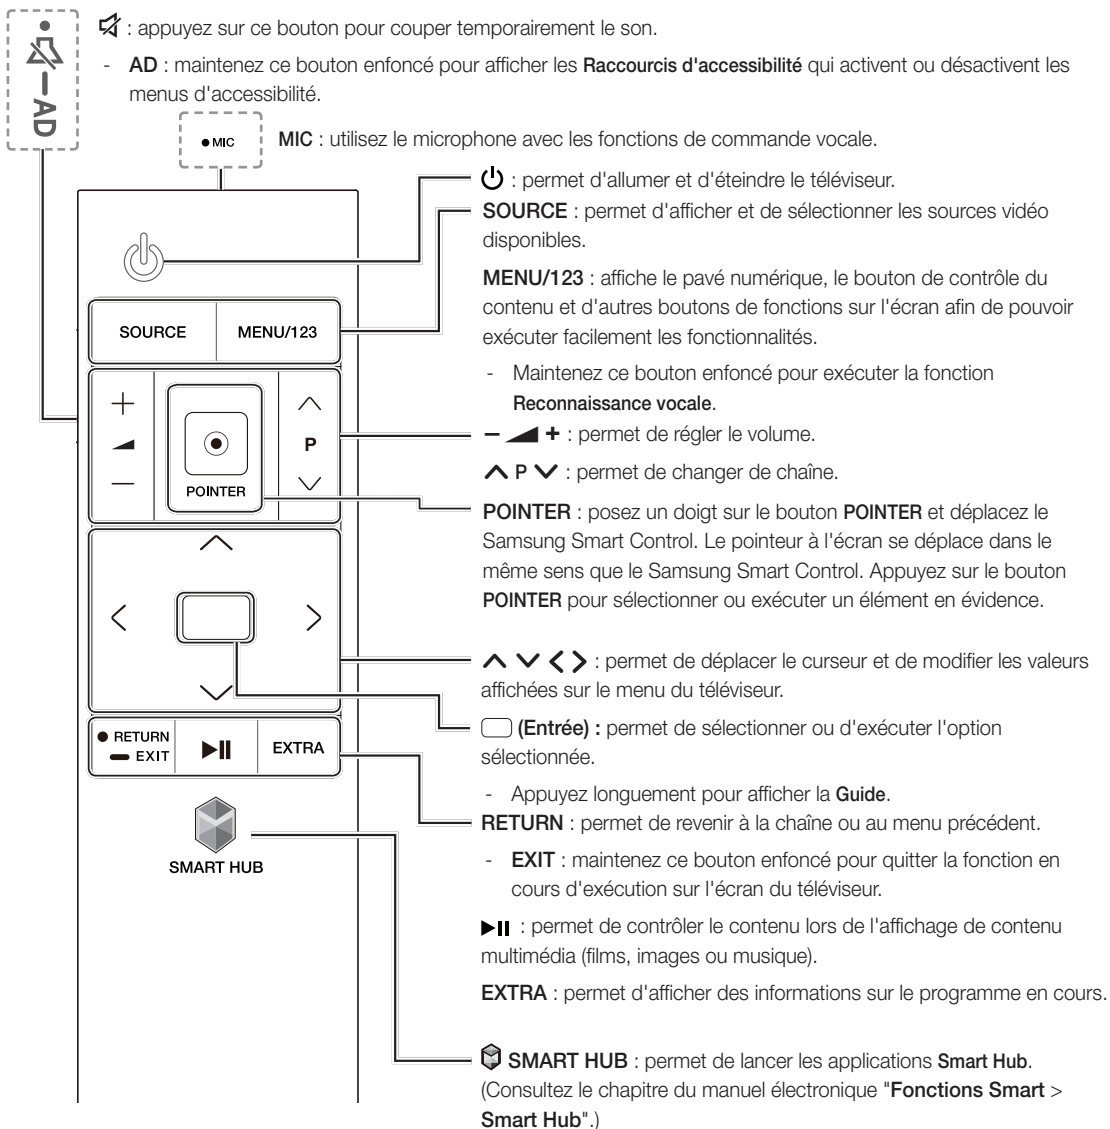 : appuyez sur ce bouton pour couper temporairement le son.
- AD : maintenez ce bouton enfoncé pour afficher les Raccourcis d'accessibilité qui activent ou désactivent les
menus d'accessibilité.
AD
MIC
MIC : utilisez le microphone avec les fonctions de commande vocale.
: permet d'allumer et d'éteindre le téléviseur.
SOURCE : permet d'afficher et de sélectionner les sources vidéo
disponibles.
MENU/123 : affiche le pavé numérique, le bouton de contrôle du
contenu et d'autres boutons de fonctions sur l'écran afin de pouvoir
exécuter facilement les fonctionnalités.
- Maintenez ce bouton enfoncé pour exécuter la fonction
Reconnaissance vocale.
− + : permet de régler le volume.
P : permet de changer de chaîne.
POINTER : posez un doigt sur le bouton POINTER et déplacez le
Samsung Smart Control. Le pointeur à l'écran se déplace dans le
même sens que le Samsung Smart Control. Appuyez sur le bouton
POINTER pour sélectionner ou exécuter un élément en évidence.
: permet de déplacer le curseur et de modifier les valeurs
affichées sur le menu du téléviseur.
(Entrée) : permet de sélectionner ou d'exécuter l'option
sélectionnée.
- Appuyez longuement pour afficher la Guide.
RETURN : permet de revenir à la chaîne ou au menu précédent.
- EXIT : maintenez ce bouton enfoncé pour quitter la fonction en
cours d'exécution sur l'écran du téléviseur.
: permet de contrôler le contenu lors de l'affichage de contenu
multimédia (films, images ou musique).
EXTRA : permet d'afficher des informations sur le programme en cours.
SMART HUB : permet de lancer les applications Smart Hub.
(Consultez le chapitre du manuel électronique "Fonctions Smart >
Smart Hub".)
SOURCE
MENU/123
P
POINTER
RETURN
EXIT
EXTRA
SMART HUB